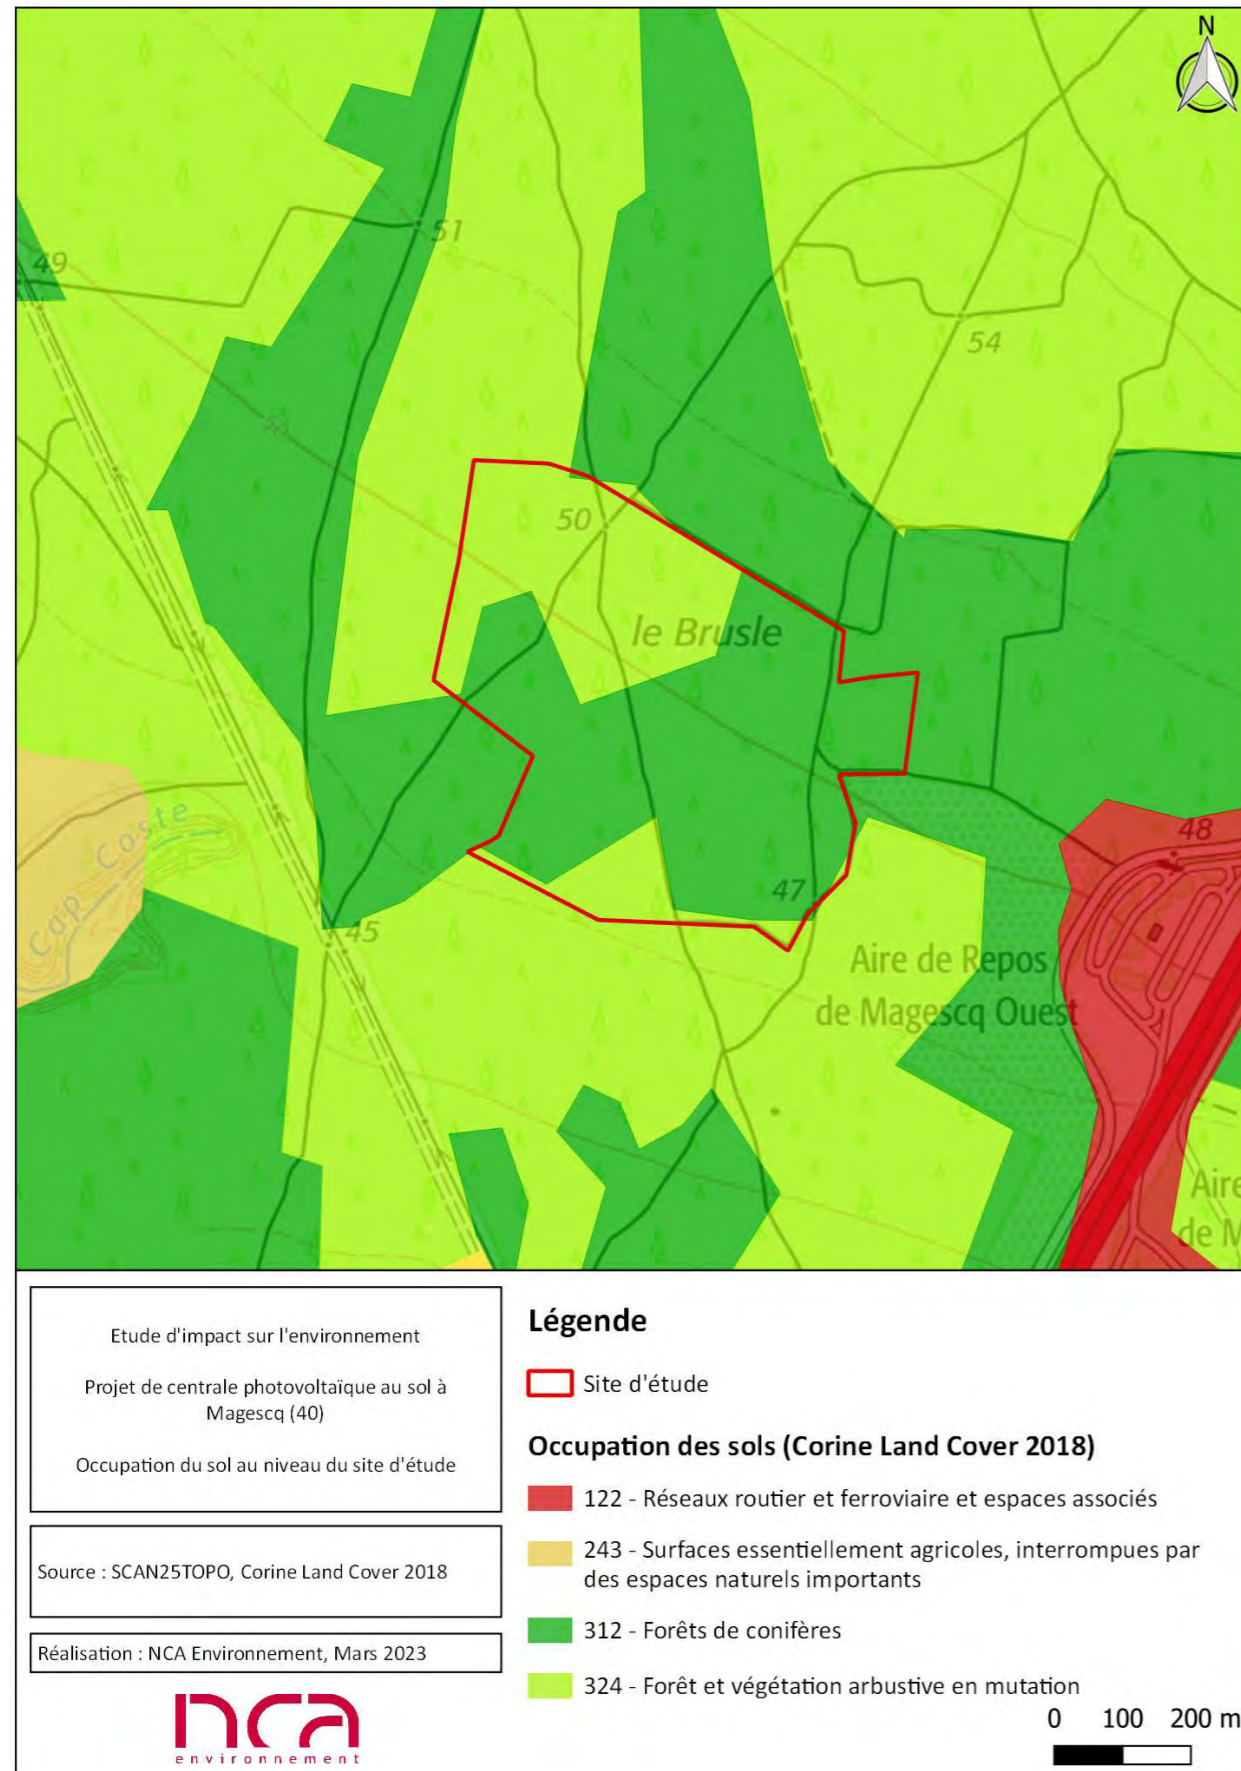 N
51
49
54
50
50
le Brusle
Cap Coste
48
47
45
Aire de Repos
de Magescq Ouest
Aire
de M
Etude d'impact sur l'environnement
Projet de centrale photovoltaïque au sol à
Magescq (40)
Occupation du sol au niveau du site d'étude
Source : SCAN25TOPO, Corine Land Cover 2018
Réalisation : NCA Environnement, Mars 2023
nca
environnement
Légende
Site d'étude
Occupation des sols (Corine Land Cover 2018)
122 - Réseaux routier et ferroviaire et espaces associés
243 - Surfaces essentiellement agricoles, interrompues par
des espaces naturels importants
312 - Forêts de conifères
324 - Forêt et végétation arbustive en mutation
0 100 200 m